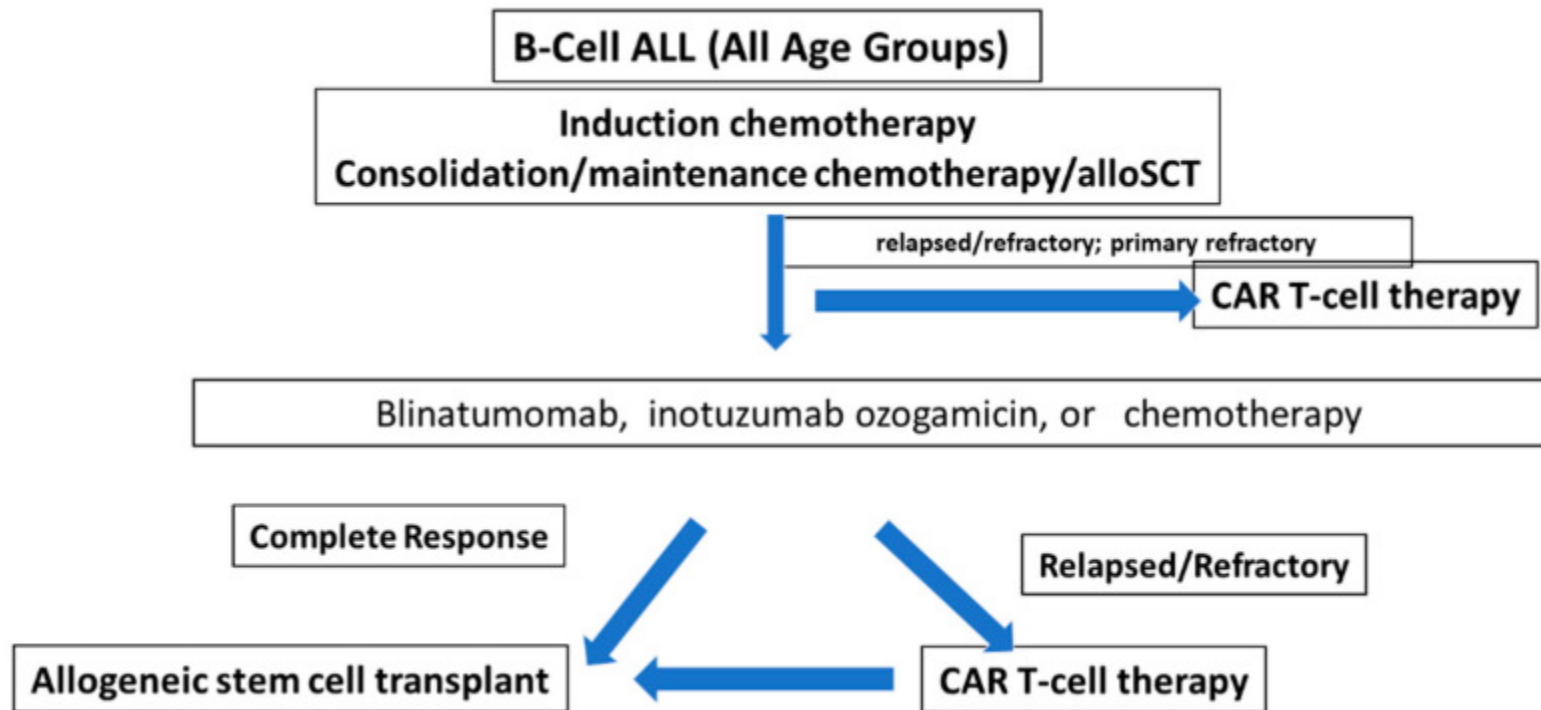 B-Cell ALL (All Age Groups)
Induction chemotherapy
Consolidation/maintenance chemotherapy/alloSCT
relapsed/refractory; primary refractory
CAR T-cell therapy
Blinatumomab, inotuzumab ozogamicin, or chemotherapy
Complete Response
Relapsed/Refractory
Allogeneic stem cell transplant
CAR T-cell therapy